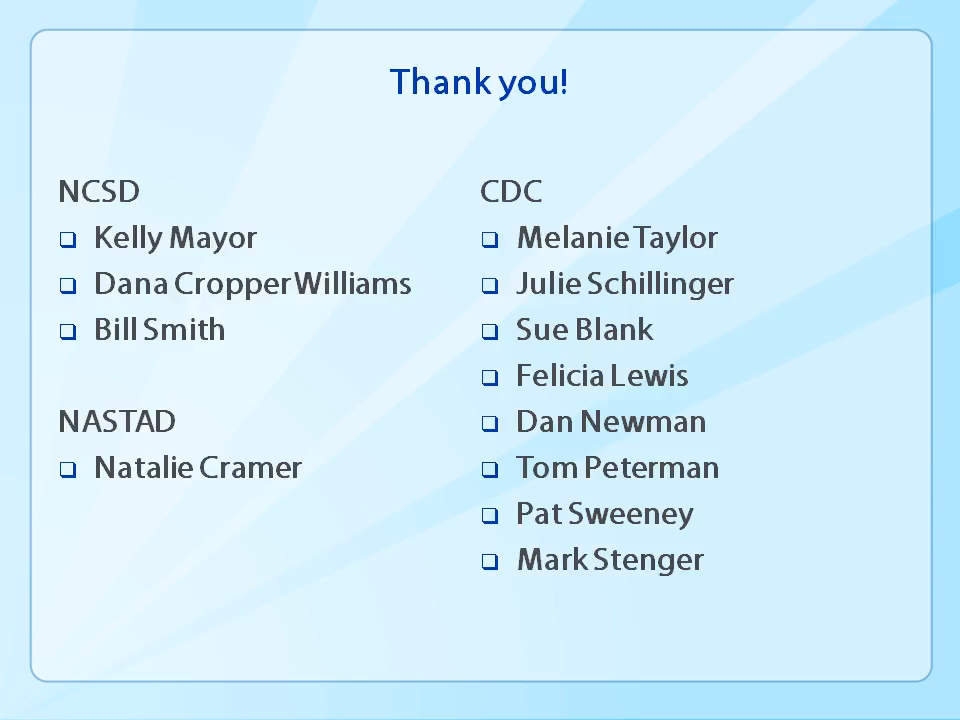 Thank you!
NCSD
❑ Kelly Mayor
❑ Dana Cropper Williams
❑ Bill Smith
NASTAD
❑ Natalie Cramer
CDC
❑ Melanie Taylor
❑ Julie Schillinger
❑ Sue Blank
❑ Felicia Lewis
❑ Dan Newman
❑ Tom Peterman
❑ Pat Sweeney
❑ Mark Stenger